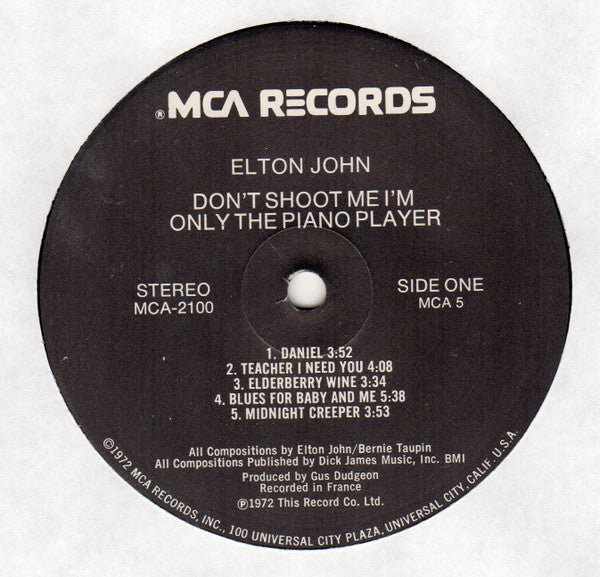 ® MCA RECORDS
ELTON JOHN
DON'T SHOOT ME I'M
ONLY THE PIANO PLAYER
STEREO
MCA-2100
SIDE ONE
MCA 5
1. DANIEL 3:52
2. TEACHER I NEED YOU 4:08
3. ELDERBERRY WINE 3:34
4. BLUES FOR BABY AND ME 5:38
5. MIDNIGHT CREEPER 3:53
All Compositions by Elton John/Bernie Taupin
All Compositions Published by Dick James Music, Inc. BMI
Produced by Gus Dudgeon
Recorded in France
℗1972 This Record Co. Ltd.
©1972 MCA RECORDS, INC., 100 UNIVERSAL CITY PLAZA, UNIVERSAL CITY, CALIF. U.S.A.